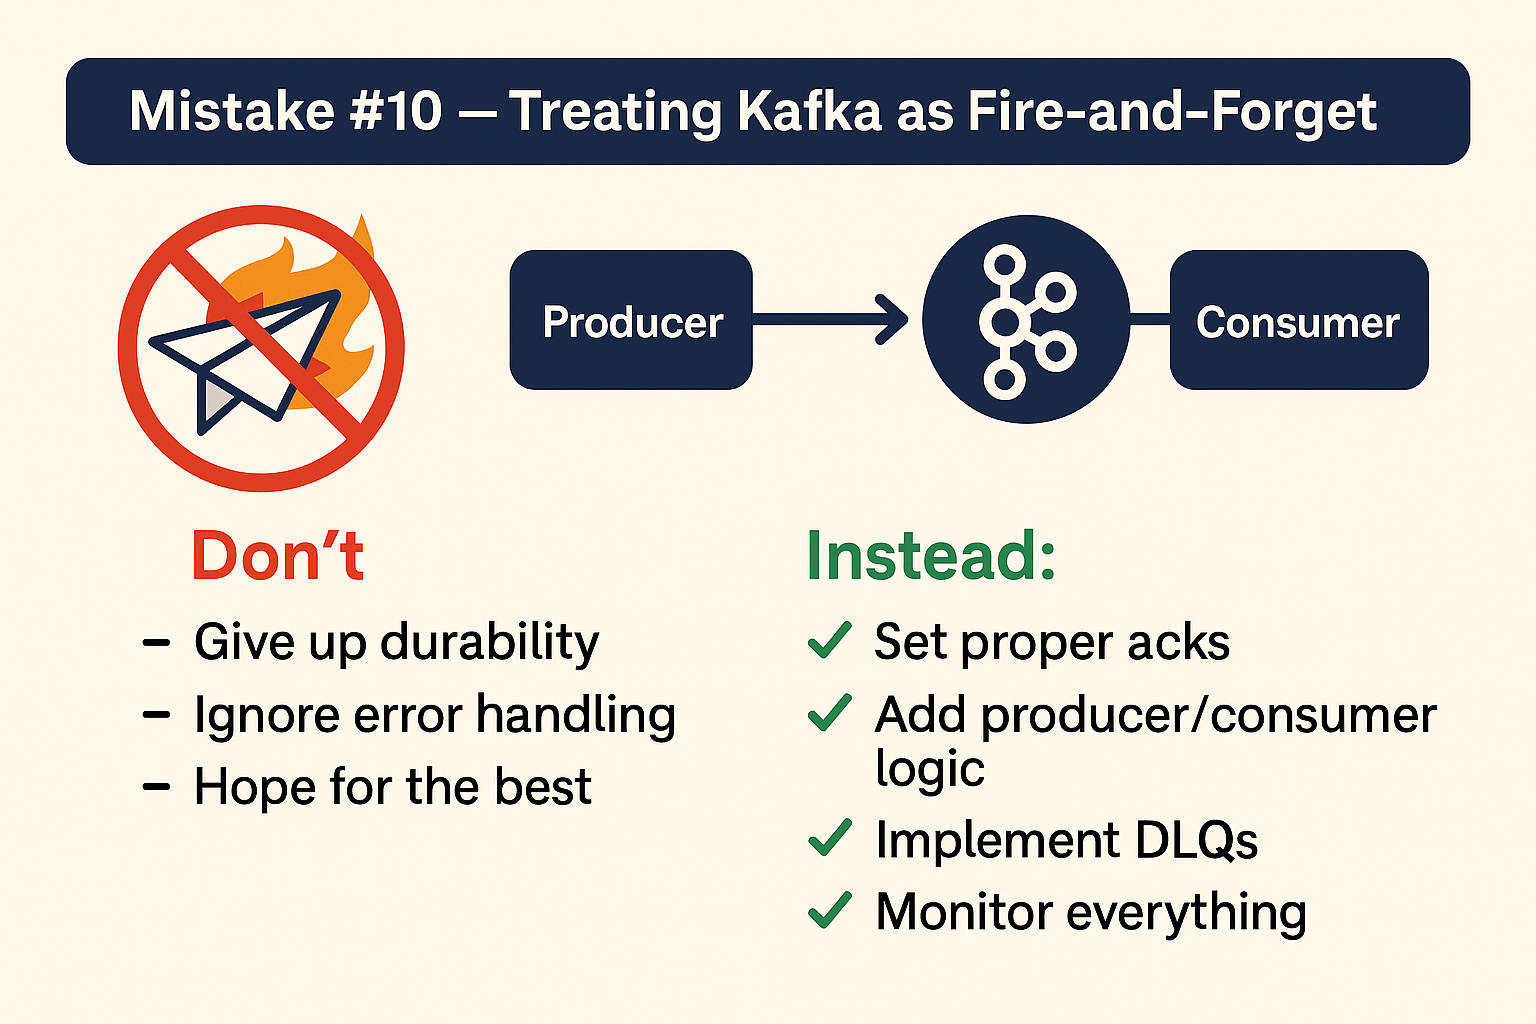 Mistake #10 — Treating Kafka as Fire-and-Forget
Producer
Consumer
Don’t
– Give up durability
– Ignore error handling
– Hope for the best
Instead:
✓ Set proper acks
✓ Add producer/consumer
logic
✓ Implement DLQs
✓ Monitor everything